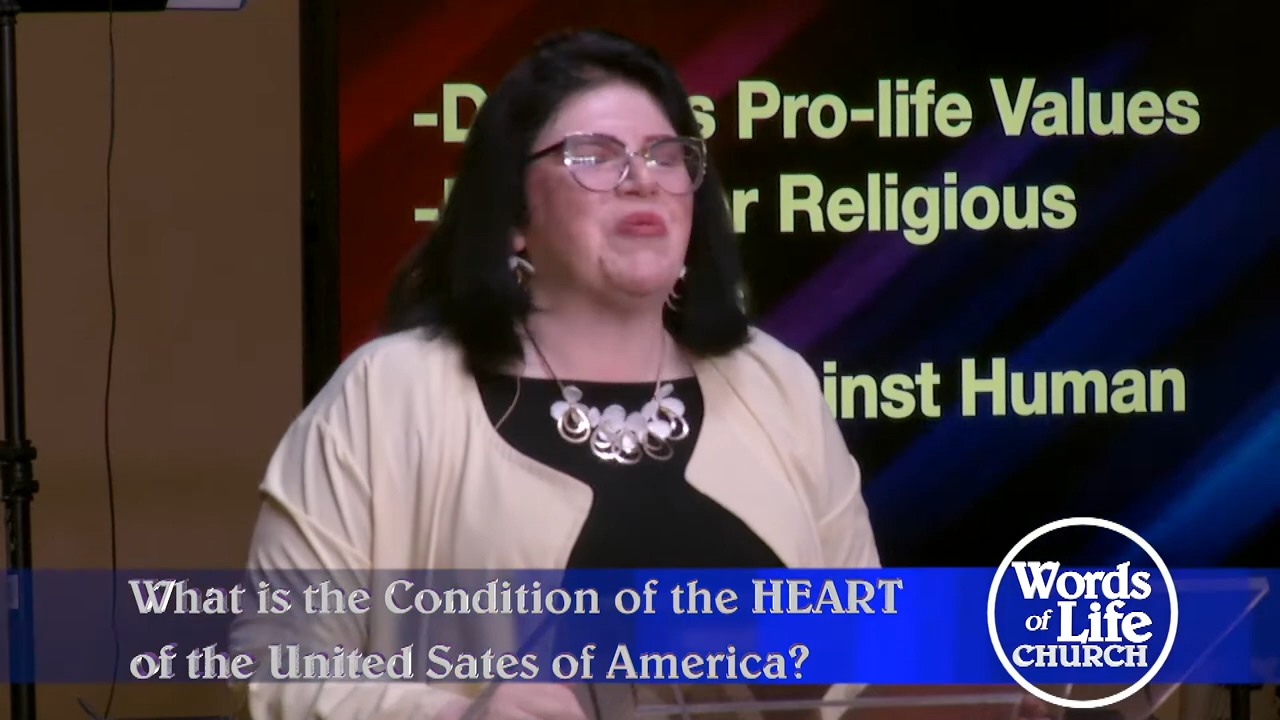 Pro-life Values
Religious
Human
What is the Condition of the HEART
of the United Sates of America?
Words
of Life
CHURCH